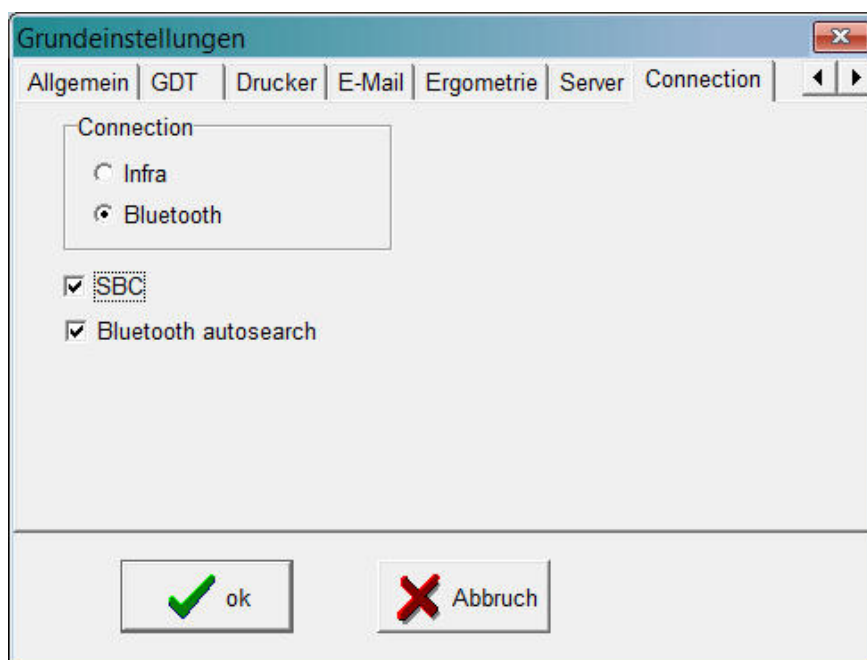 Grundeinstellungen
Allgemein GDT Drucker E-Mail Ergometrie Server Connection
Connection
Infra
Bluetooth
SBC
Bluetooth autosearch
ok Abbruch